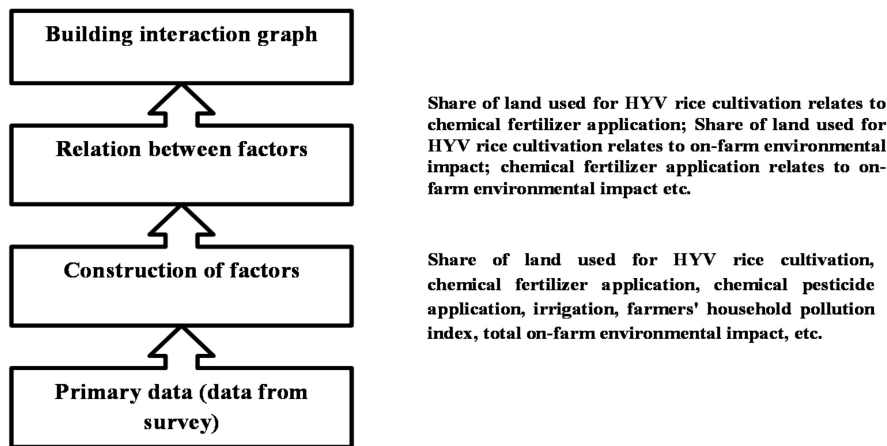 Building interaction graph
Relation between factors
Share of land used for HYV rice cultivation relates to
chemical fertilizer application; Share of land used for
HYV rice cultivation relates to on-farm environmental
impact; chemical fertilizer application relates to on-
farm environmental impact etc.
Construction of factors
Share of land used for HYV rice cultivation,
chemical fertilizer application, chemical pesticide
application, irrigation, farmers' household pollution
index, total on-farm environmental impact, etc.
Primary data (data from
survey)